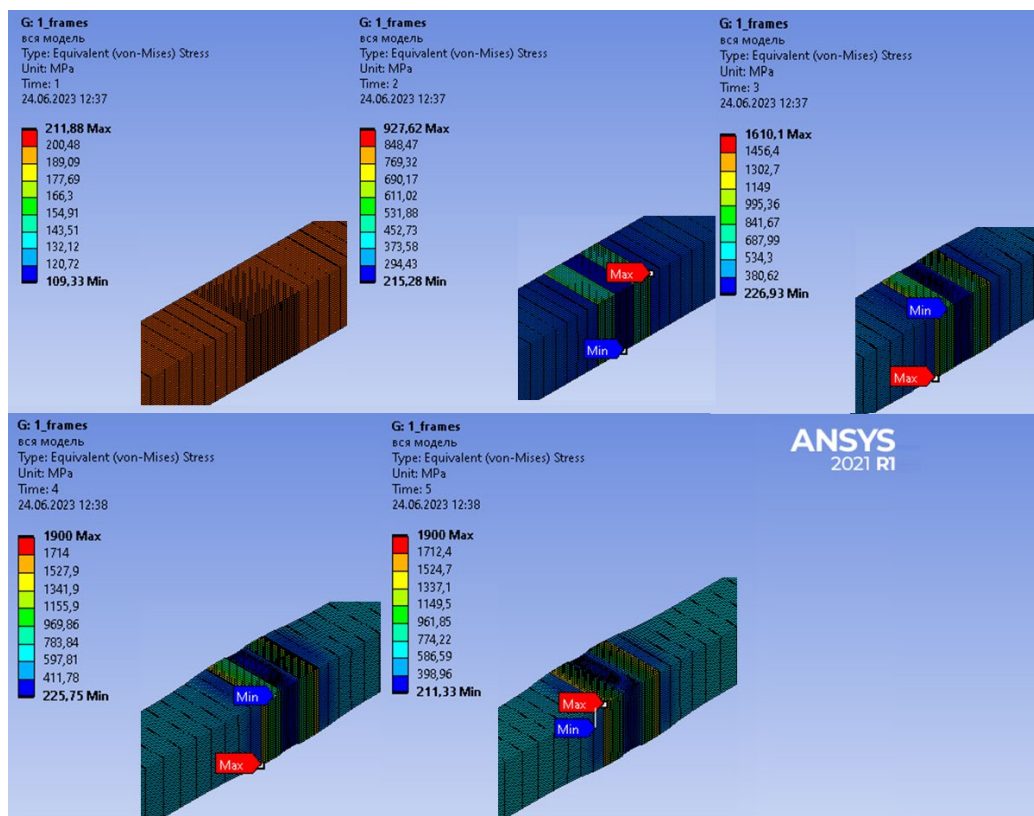 G: 1_frames
вся модель
Type: Equivalent (von-Mises) Stress
Unit: MPa
Time: 1
24.06.2023 12:37
211,88 Max
200,48
189,09
177,69
166,3
154,91
143,51
132,12
120,72
109,33 Min
G: 1_frames
вся модель
Type: Equivalent (von-Mises) Stress
Unit: MPa
Time: 2
24.06.2023 12:37
927,62 Max
848,47
769,32
690,17
611,02
531,88
452,73
373,58
294,43
215,28 Min
Max
Min
G: 1_frames
вся модель
Type: Equivalent (von-Mises) Stress
Unit: MPa
Time: 3
24.06.2023 12:37
1610,1 Max
1456,4
1302,7
1149
995,36
841,67
687,99
534,3
380,62
226,93 Min
Min
Max
G: 1_frames
вся модель
Type: Equivalent (von-Mises) Stress
Unit: MPa
Time: 4
24.06.2023 12:38
1900 Max
1714
1527,9
1341,9
1155,9
969,86
783,84
597,81
411,78
225,75 Min
Min
Max
G: 1_frames
вся модель
Type: Equivalent (von-Mises) Stress
Unit: MPa
Time: 5
24.06.2023 12:38
1900 Max
1712,4
1524,7
1337,1
1149,5
961,85
774,22
586,59
398,96
211,33 Min
Max
Min
ANSYS
2021 R1